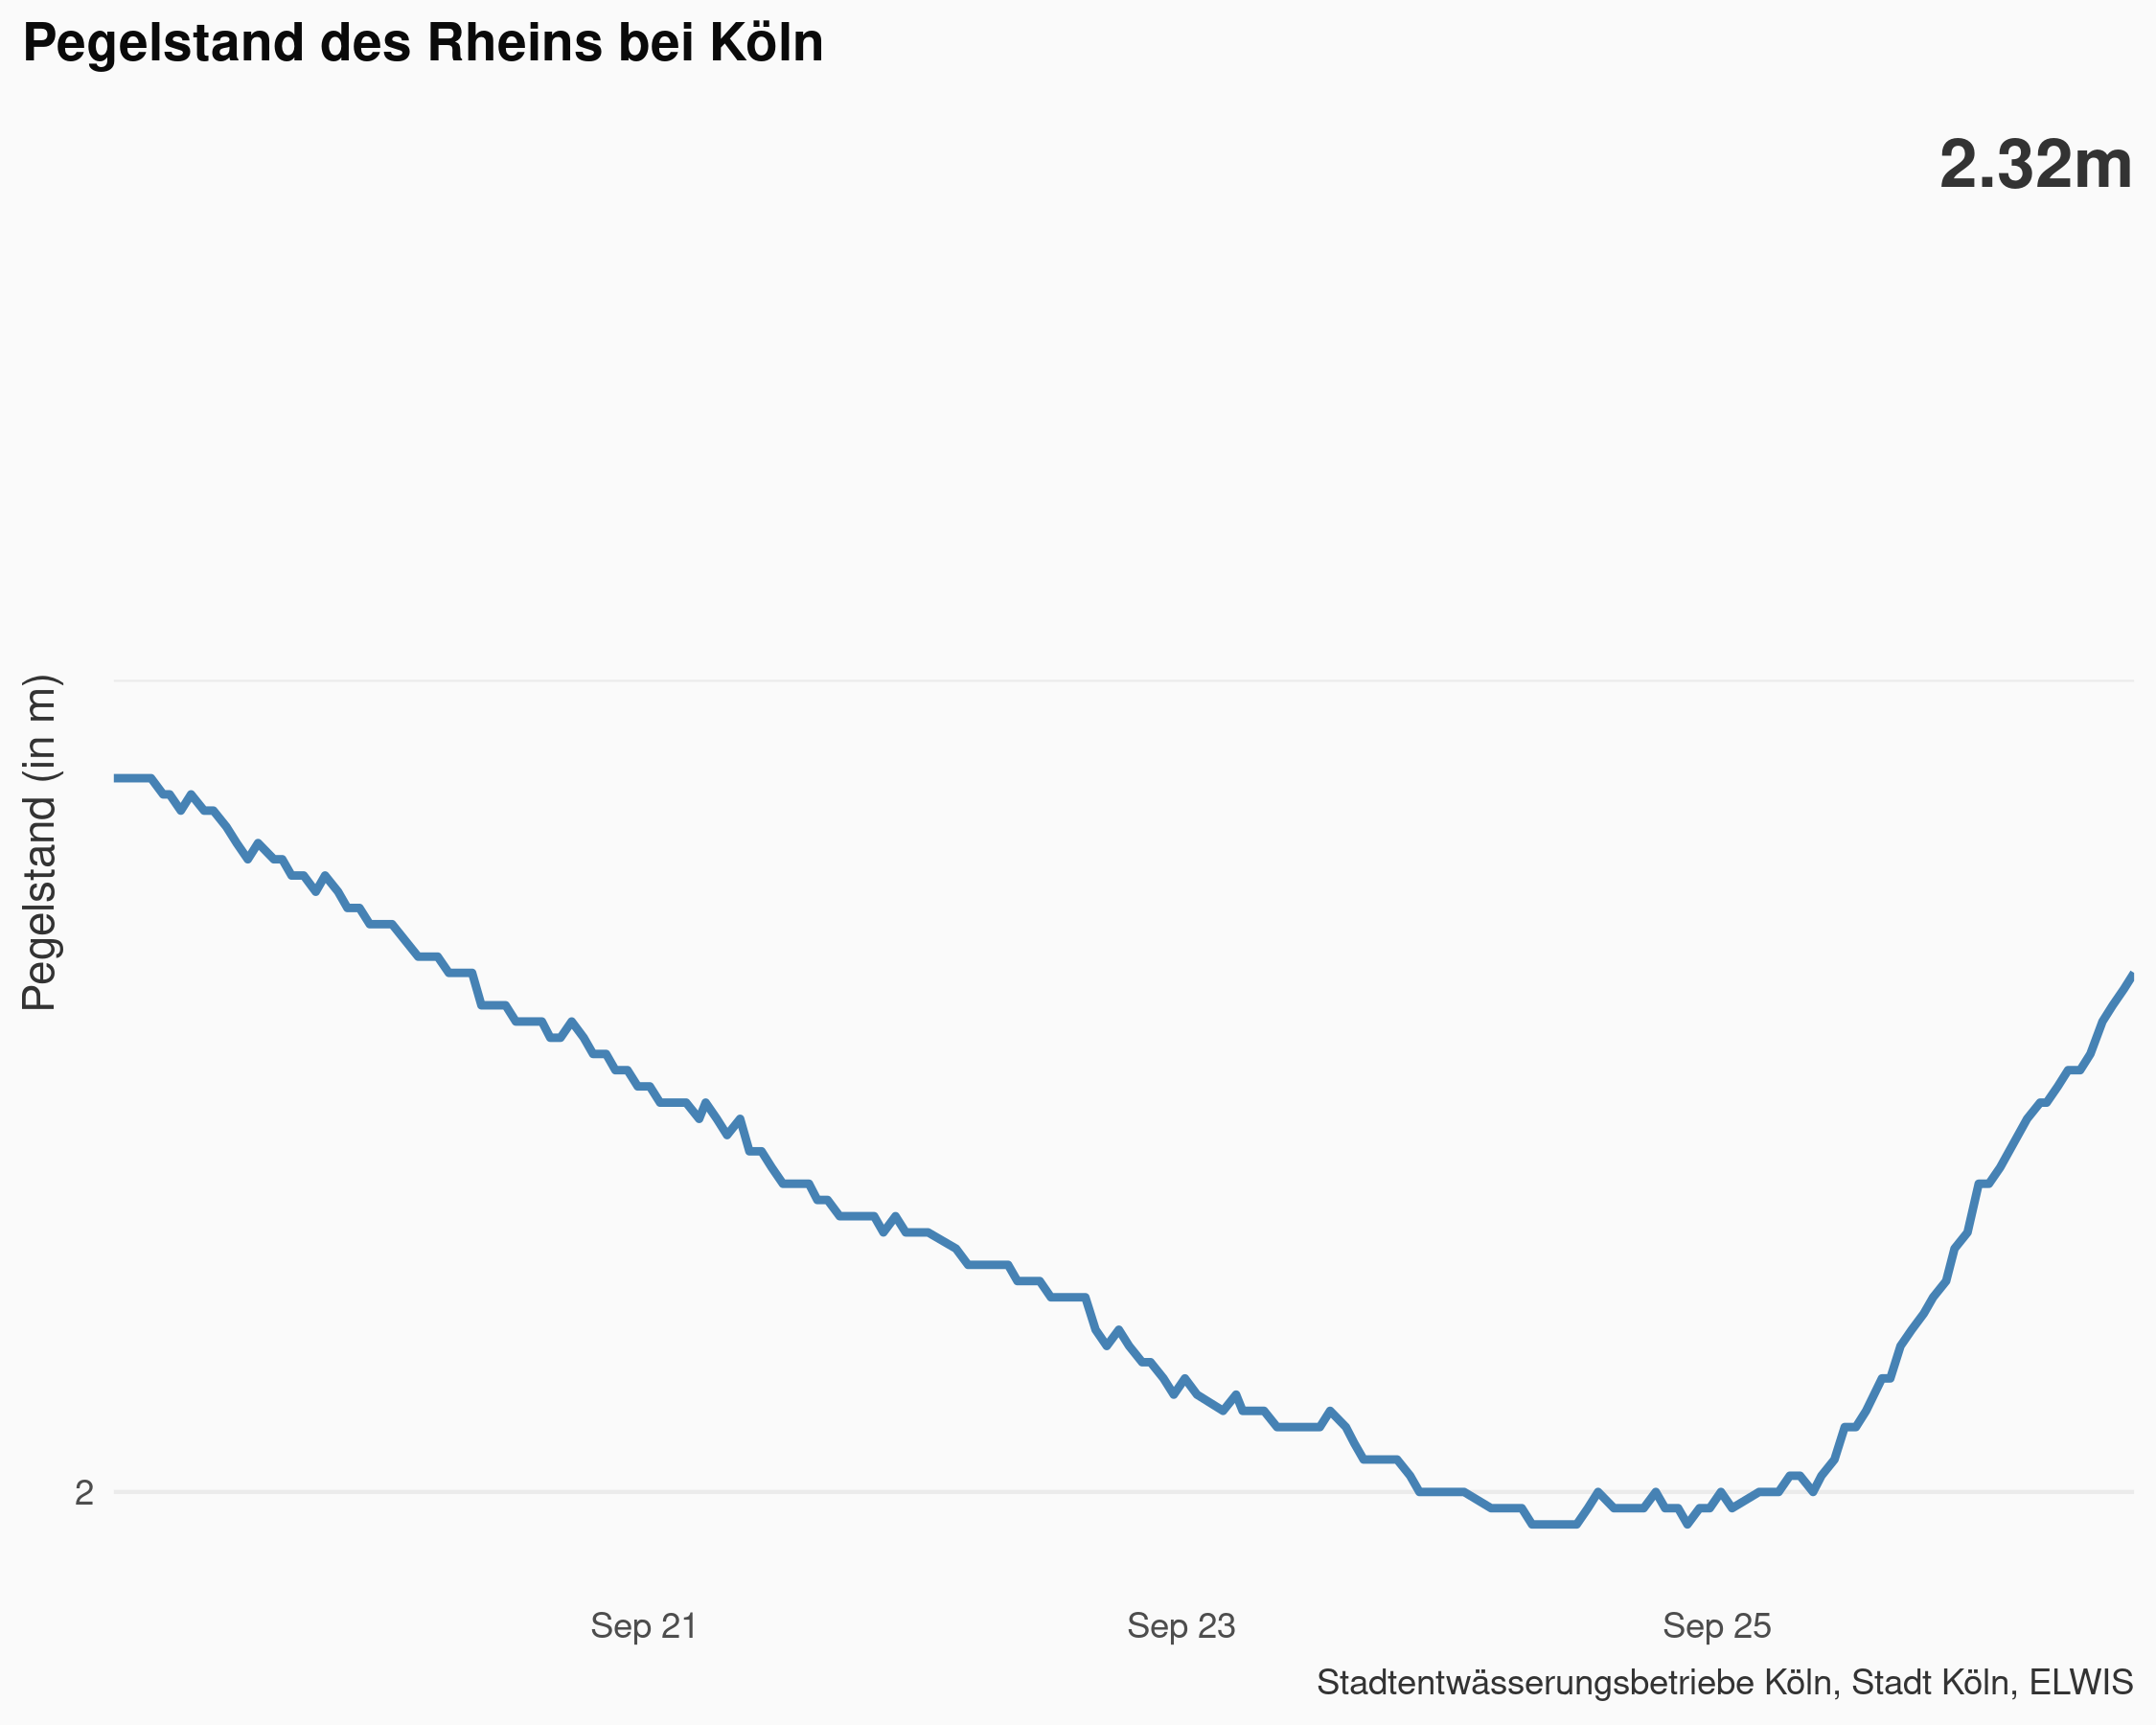 Pegelstand des Rheins bei Köln
2.32m
Pegelstand (in m)
2
Sep 21
Sep 23
Sep 25
Stadtentwässerungsbetriebe Köln, Stadt Köln, ELWIS